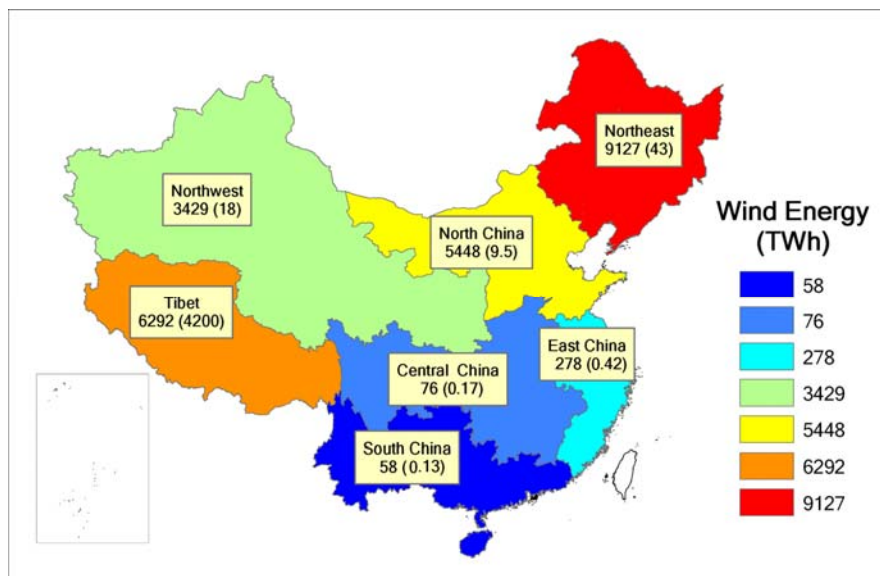 Northeast
9127 (43)
Northwest
3429 (18)
North China
5448 (9.5)
Tibet
6292 (4200)
East China
278 (0.42)
Central China
76 (0.17)
South China
58 (0.13)
Wind Energy
(TWh)
58
76
278
3429
5448
6292
9127